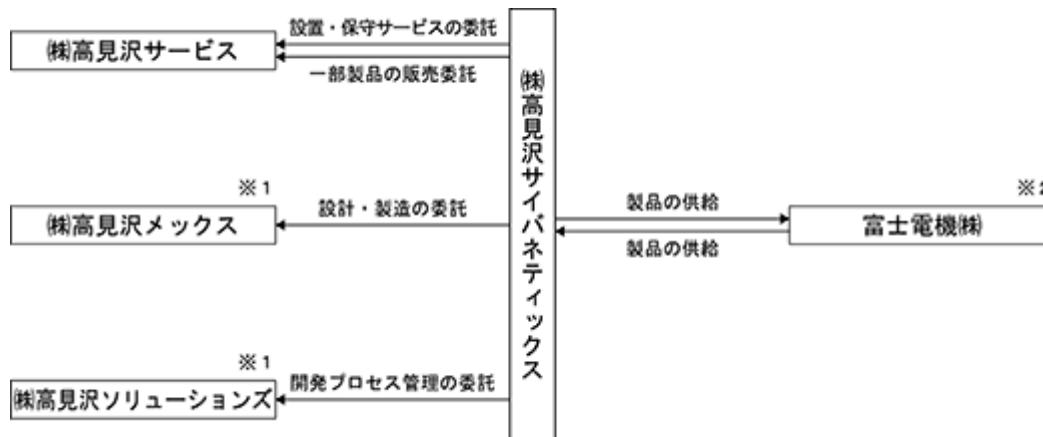 設置・保守サービスの委託
㈱高見沢サービス
一部製品の販売委託
㈱高見沢サイバネティックス
※1
㈱高見沢メックス
設計・製造の委託
製品の供給
製品の供給
※2
富士電機㈱
※1
㈱高見沢ソリューションズ
開発プロセス管理の委託